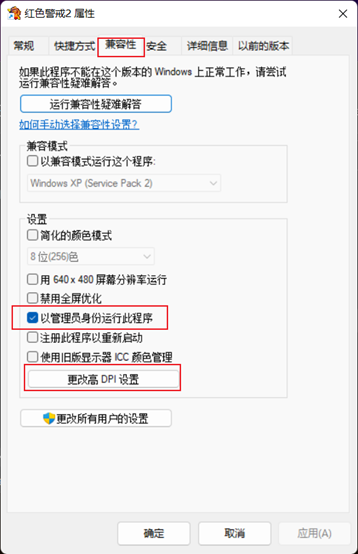 红色警戒2 属性
常规 快捷方式 兼容性 安全 详细信息 以前的版本
如果此程序不能在这个版本的 Windows 上正常工作，请尝试
运行兼容性疑难解答。
运行兼容性疑难解答
如何手动选择兼容性设置?
兼容模式
以兼容模式运行这个程序:
Windows XP (Service Pack 2)
设置
简化的颜色模式
8 位(256)色
用 640 x 480 屏幕分辨率运行
禁用全屏优化
以管理员身份运行此程序
注册此程序以重新启动
使用旧版显示器 ICC 颜色管理
更改高 DPI 设置
更改所有用户的设置
确定 取消 应用(A)